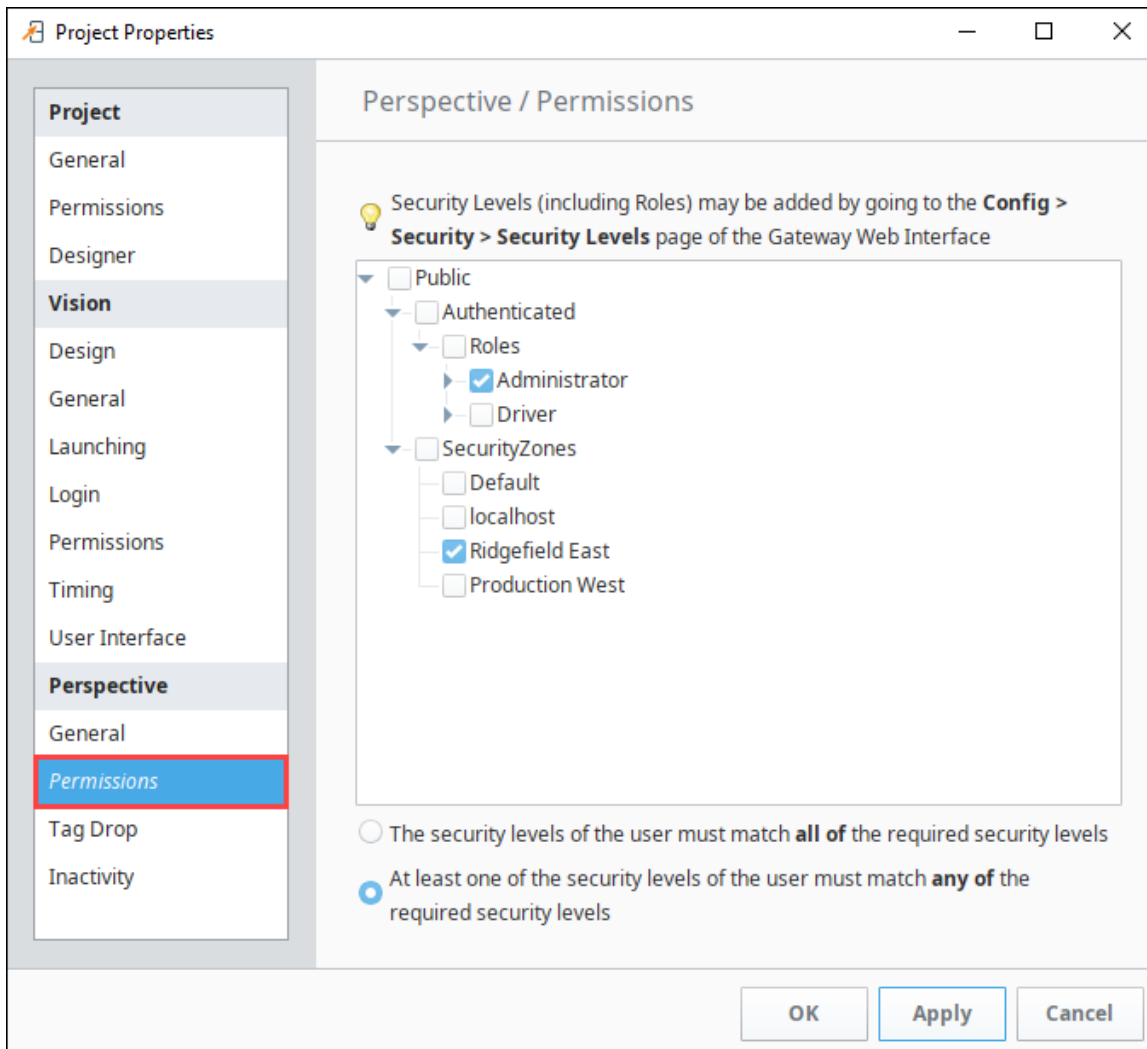 Project Properties
Project
General
Permissions
Designer
Vision
Design
General
Launching
Login
Permissions
Timing
User Interface
Perspective
General
Permissions
Tag Drop
Inactivity
Perspective / Permissions
Security Levels (including Roles) may be added by going to the Config >
Security > Security Levels page of the Gateway Web Interface
Public
Authenticated
Roles
Administrator
Driver
SecurityZones
Default
localhost
Ridgefield East
Production West
The security levels of the user must match all of the required security levels
At least one of the security levels of the user must match any of the
required security levels
OK
Apply
Cancel